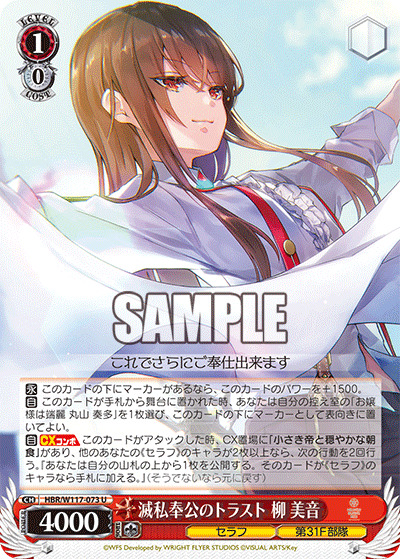 LEVEL
1
0
COST
SAMPLE
これでさらにご奉仕出来ます
永 このカードの下にマーカーがあるなら、このカードのパワーを+1500。
自 このカードが手札から舞台に置かれた時、あなたは自分の控え室の「お嬢
様は端麗 丸山 奏多」を1枚選び、このカードの下にマーカーとして表向きに置
いてよい。
自 CXコンボ このカードがアタックした時、CX置場に「小さき帝と穏やかな朝
食」があり、他のあなたの《セラフ》のキャラが2枚以上なら、次の行動を2回行
う。『あなたは自分の山札の上から1枚を公開する。そのカードが《セラフ》の
キャラなら手札に加える。』(そうでないなら元に戻す)
CH HBR/W117-073 U
4000
滅私奉公のトラスト 柳 美音
セラフ
第31F部隊
©WFS Developed by WRIGHT FLYER STUDIOS ©VISUAL ARTS/Key